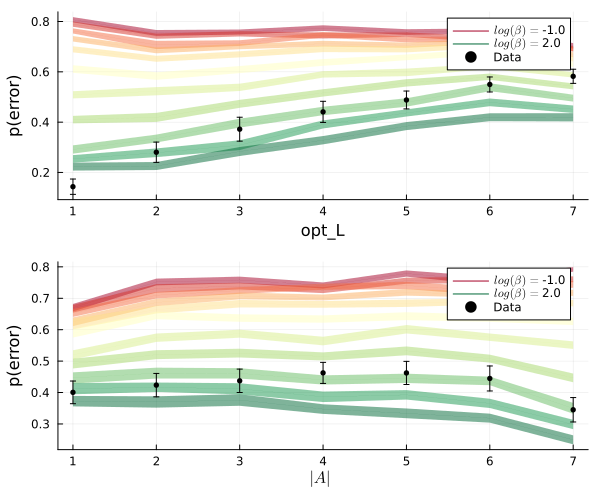 0.8
0.6
0.4
0.2
p(error)
log(β) = -1.0
log(β) = 2.0
Data
1 2 3 4 5 6 7
opt_L
0.8
0.7
0.6
0.5
0.4
0.3
p(error)
log(β) = -1.0
log(β) = 2.0
Data
1 2 3 4 5 6 7
|A|